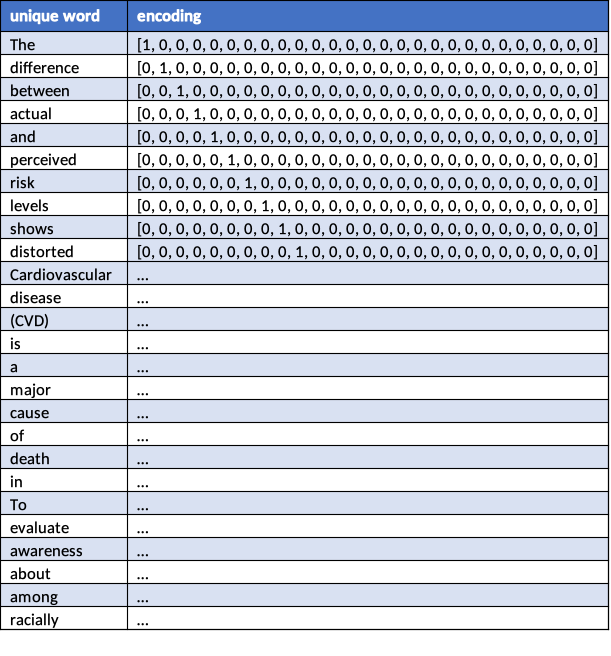 unique word encoding
The [1, 0, 0, 0, 0, 0, 0, 0, 0, 0, 0, 0, 0, 0, 0, 0, 0, 0, 0, 0, 0, 0, 0, 0, 0, 0, 0]
difference [0, 1, 0, 0, 0, 0, 0, 0, 0, 0, 0, 0, 0, 0, 0, 0, 0, 0, 0, 0, 0, 0, 0, 0, 0, 0, 0]
between [0, 0, 1, 0, 0, 0, 0, 0, 0, 0, 0, 0, 0, 0, 0, 0, 0, 0, 0, 0, 0, 0, 0, 0, 0, 0, 0]
actual [0, 0, 0, 1, 0, 0, 0, 0, 0, 0, 0, 0, 0, 0, 0, 0, 0, 0, 0, 0, 0, 0, 0, 0, 0, 0, 0]
and [0, 0, 0, 0, 1, 0, 0, 0, 0, 0, 0, 0, 0, 0, 0, 0, 0, 0, 0, 0, 0, 0, 0, 0, 0, 0, 0]
perceived [0, 0, 0, 0, 0, 1, 0, 0, 0, 0, 0, 0, 0, 0, 0, 0, 0, 0, 0, 0, 0, 0, 0, 0, 0, 0, 0]
risk [0, 0, 0, 0, 0, 0, 1, 0, 0, 0, 0, 0, 0, 0, 0, 0, 0, 0, 0, 0, 0, 0, 0, 0, 0, 0, 0]
levels [0, 0, 0, 0, 0, 0, 0, 1, 0, 0, 0, 0, 0, 0, 0, 0, 0, 0, 0, 0, 0, 0, 0, 0, 0, 0, 0]
shows [0, 0, 0, 0, 0, 0, 0, 0, 1, 0, 0, 0, 0, 0, 0, 0, 0, 0, 0, 0, 0, 0, 0, 0, 0, 0, 0]
distorted [0, 0, 0, 0, 0, 0, 0, 0, 0, 1, 0, 0, 0, 0, 0, 0, 0, 0, 0, 0, 0, 0, 0, 0, 0, 0, 0]
Cardiovascular ...
disease ...
(CVD) ...
is ...
a ...
major ...
cause ...
of ...
death ...
in ...
To ...
evaluate ...
awareness ...
about ...
among ...
racially ...